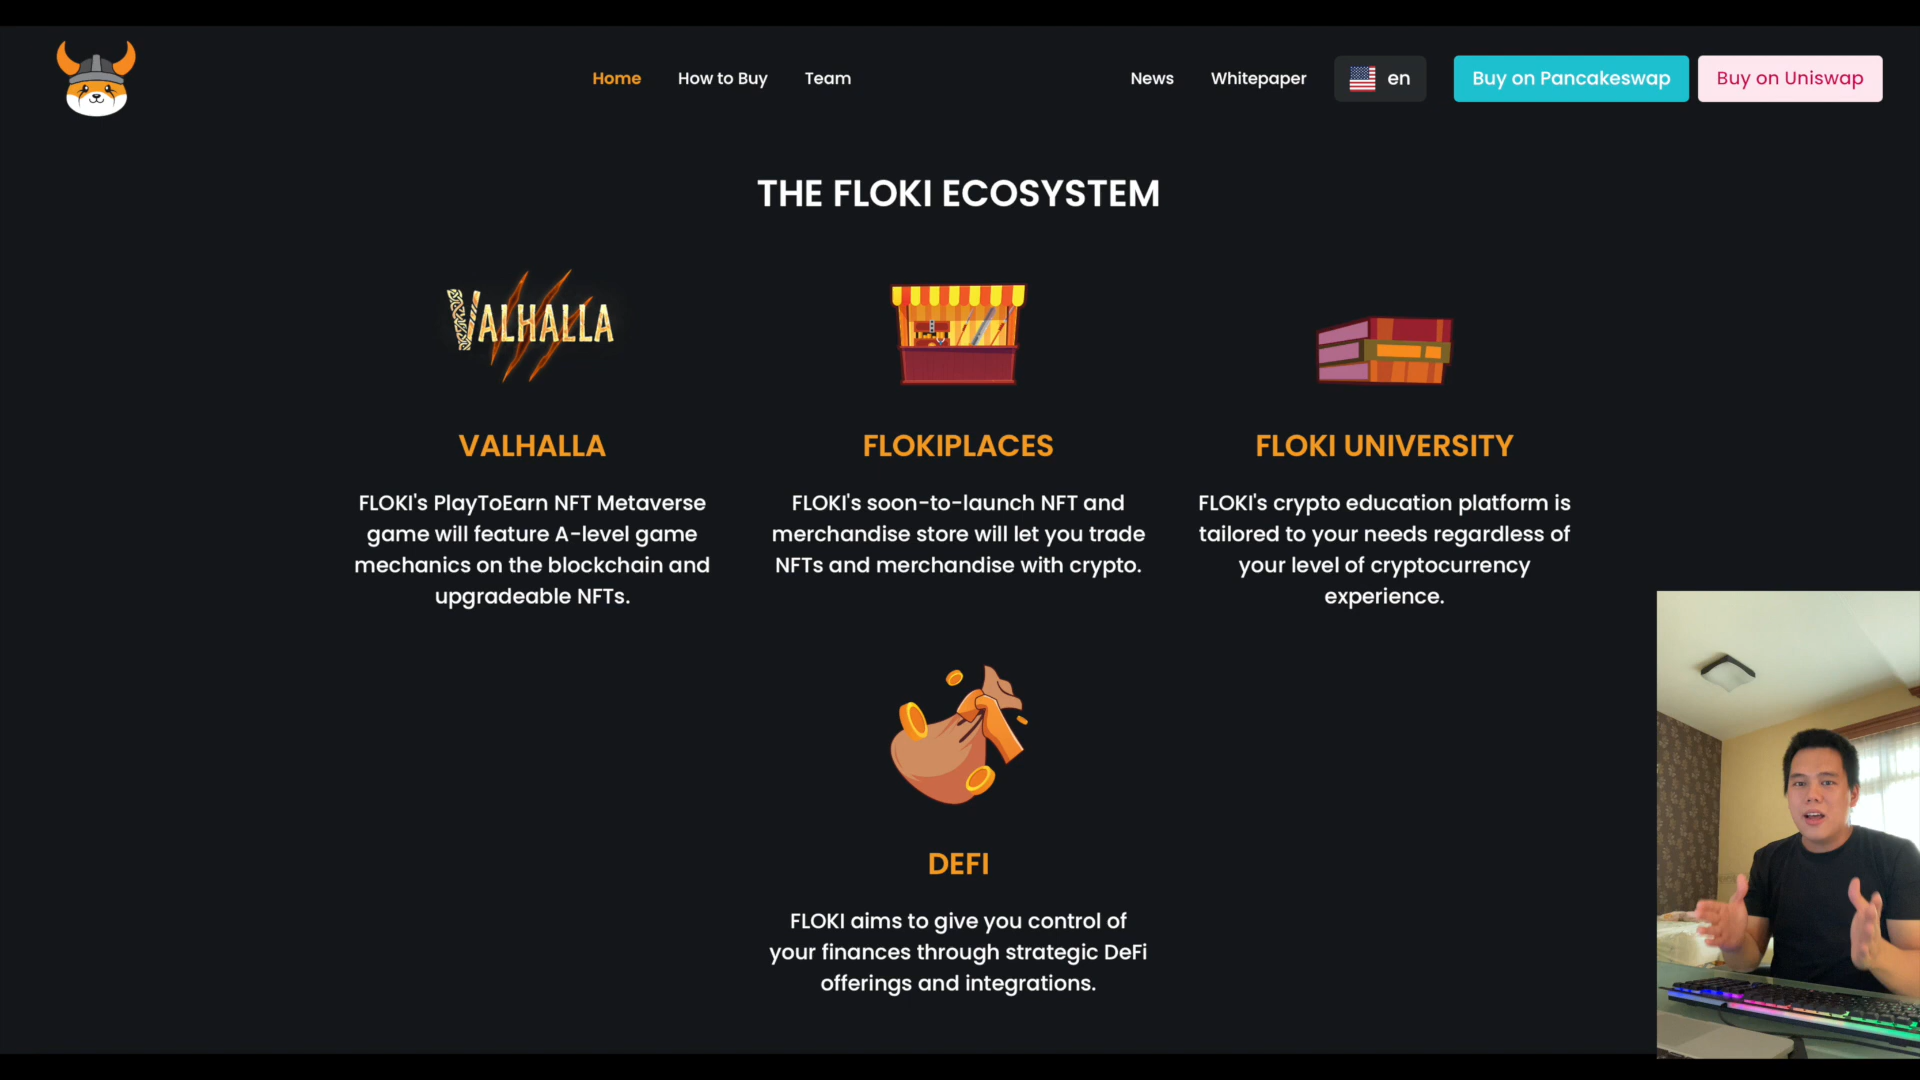 Home
How to Buy
Team
News
Whitepaper
en
Buy on Pancakeswap
Buy on Uniswap
THE FLOKI ECOSYSTEM
VALHALLA
VALHALLA
FLOKI's PlayToEarn NFT Metaverse
game will feature A-level game
mechanics on the blockchain and
upgradeable NFTs.
FLOKIPLACES
FLOKI's soon-to-launch NFT and
merchandise store will let you trade
NFTs and merchandise with crypto.
FLOKI UNIVERSITY
FLOKI's crypto education platform is
tailored to your needs regardless of
your level of cryptocurrency
experience.
DEFI
FLOKI aims to give you control of
your finances through strategic DeFi
offerings and integrations.